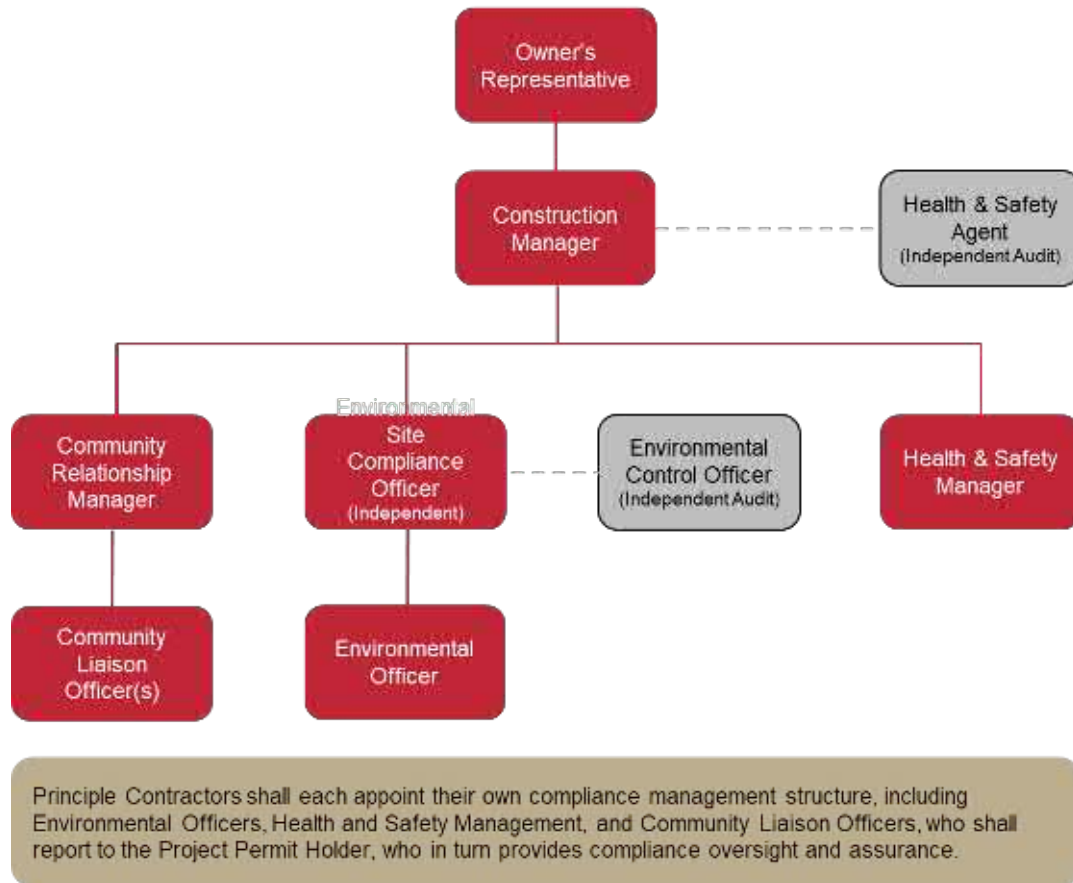 Owner's
Representative
Construction
Manager
Health & Safety
Agent
(Independent Audit)
Community
Relationship
Manager
Environmental
Site
Compliance
Officer
(Independent)
Environmental
Control Officer
(Independent Audit)
Health & Safety
Manager
Community
Liaison
Officer(s)
Environmental
Officer
Principle Contractors shall each appoint their own compliance management structure, including
Environmental Officers, Health and Safety Management, and Community Liaison Officers, who shall
report to the Project Permit Holder, who in turn provides compliance oversight and assurance.